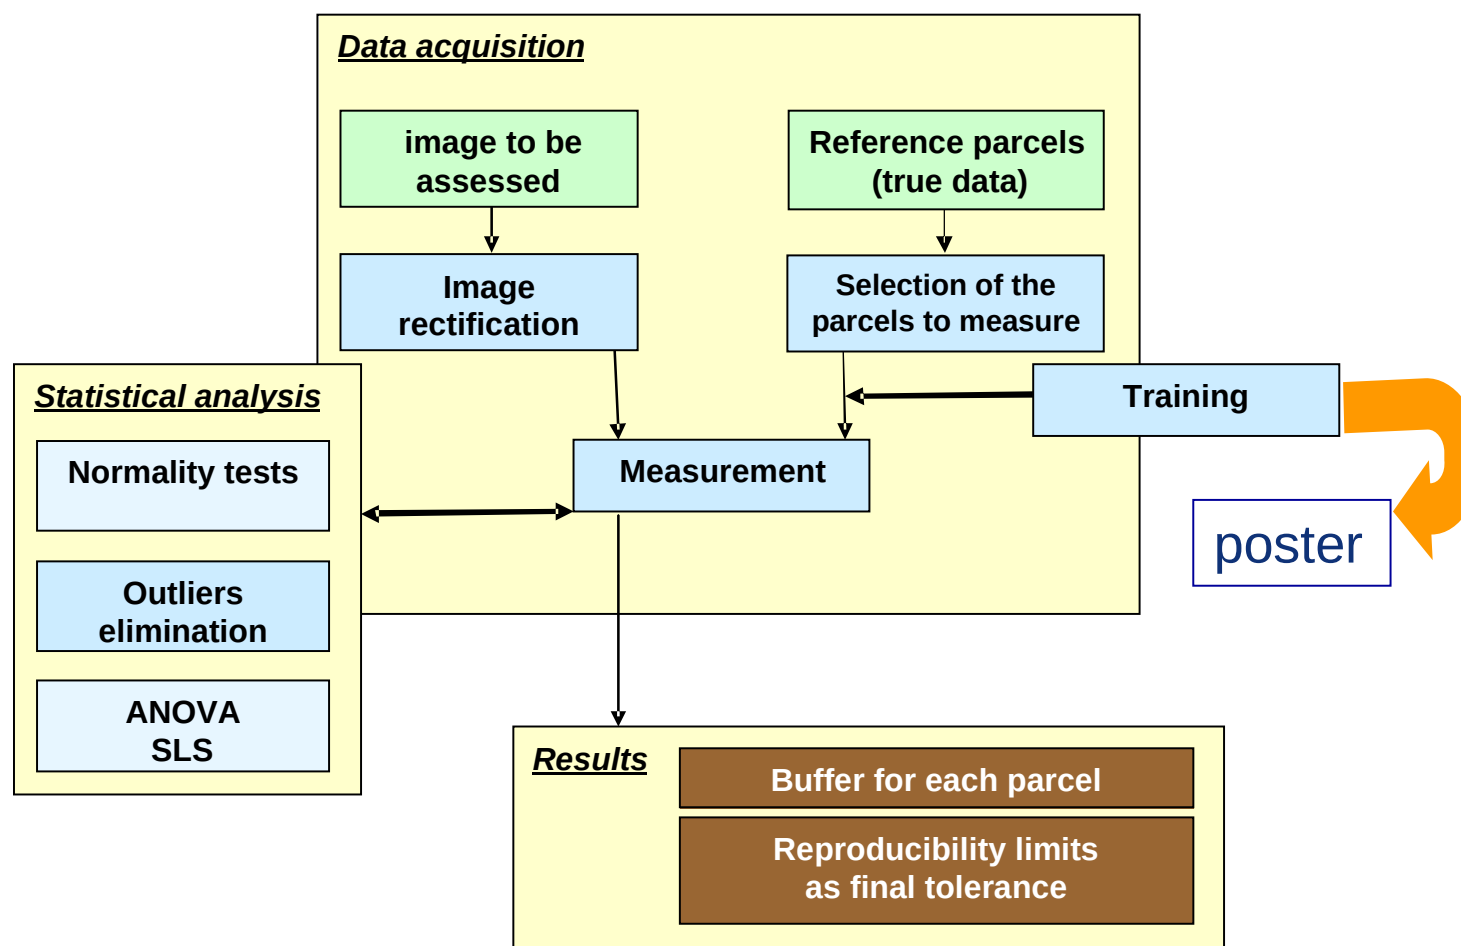 Data acquisition
image to be
assessed
Reference parcels
(true data)
Image
rectification
Selection of the
parcels to measure
Training
Statistical analysis
Normality tests
Measurement
poster
Outliers
elimination
ANOVA
SLS
Results
Buffer for each parcel
Reproducibility limits
as final tolerance